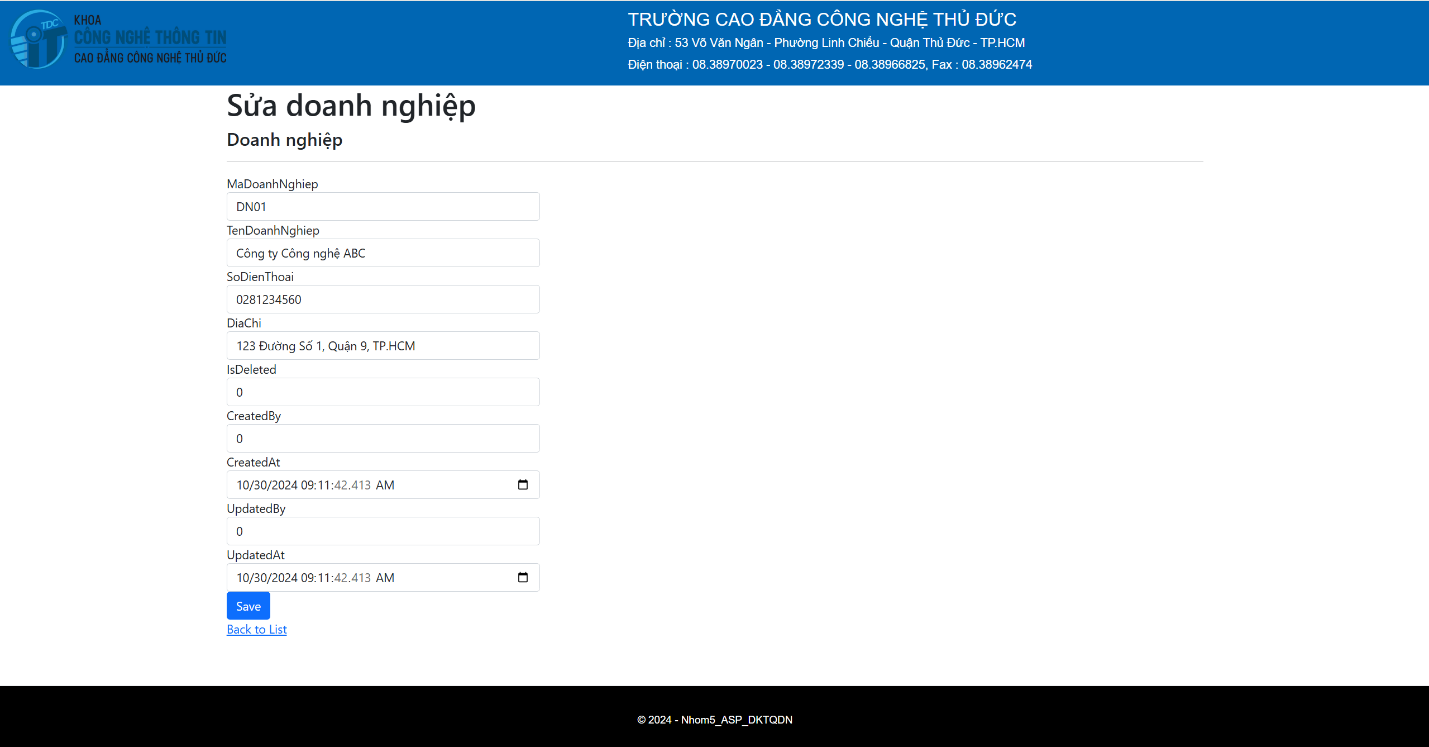 TDC
iT
KHOA
CÔNG NGHỆ THÔNG TIN
CAO ĐẲNG CÔNG NGHỆ THỦ ĐỨC
TRƯỜNG CAO ĐẲNG CÔNG NGHỆ THỦ ĐỨC
Địa chỉ : 53 Võ Văn Ngân - Phường Linh Chiểu - Quận Thủ Đức - TP.HCM
Điện thoại : 08.38970023 - 08.38972339 - 08.38966825, Fax : 08.38962474
Sửa doanh nghiệp
Doanh nghiệp
MaDoanhNghiep
DN01
TenDoanhNghiep
Công ty Công nghệ ABC
SoDienThoai
0281234560
DiaChi
123 Đường Số 1, Quận 9, TP.HCM
IsDeleted
0
CreatedBy
0
CreatedAt
10/30/2024 09:11:42.413 AM
UpdatedBy
0
UpdatedAt
10/30/2024 09:11:42.413 AM
Save
Back to List
© 2024 - Nhom5_ASP_DKTQDN